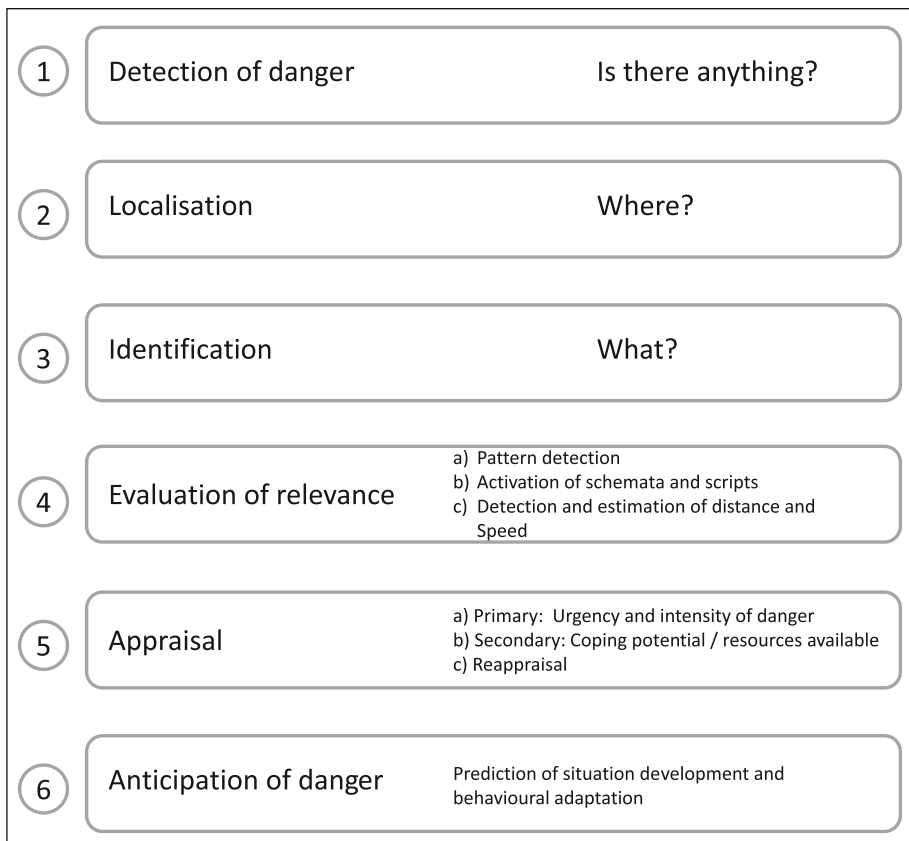 1 Detection of danger Is there anything?
2 Localisation Where?
3 Identification What?
4 Evaluation of relevance
a) Pattern detection
b) Activation of schemata and scripts
c) Detection and estimation of distance and
Speed
5 Appraisal
a) Primary: Urgency and intensity of danger
b) Secondary: Coping potential / resources available
c) Reappraisal
6 Anticipation of danger
Prediction of situation development and
behavioural adaptation